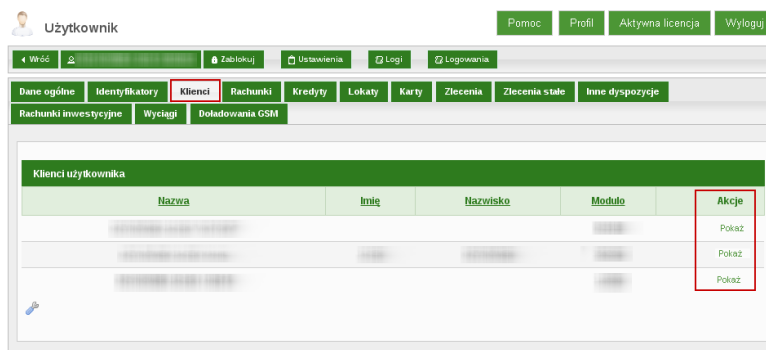 Użytkownik Pomoc Profil Aktywna licencja Wyloguj
Wróć Zablokuj Ustawienia Logi Logowania
Dane ogólne Identyfikatory Klienci Rachunki Kredyty Lokaty Karty Zlecenia Zlecenia stałe Inne dyspozycje
Rachunki inwestycyjne Wyciągi Doładowania GSM
Klienci użytkownika
Nazwa Imię Nazwisko Modulo Akcje
Pokaż
Pokaż
Pokaż